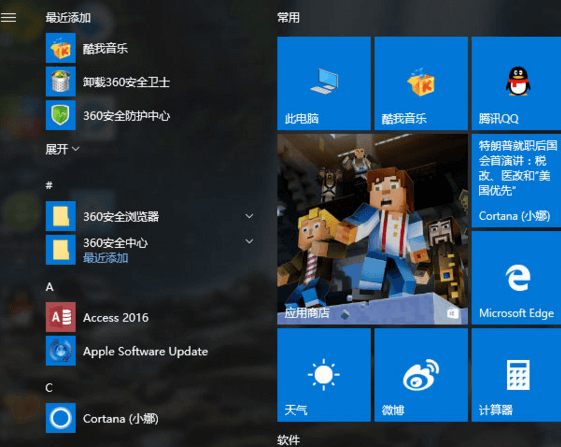 最近添加
酷我音乐
卸载360安全卫士
360安全防护中心
展开
#
360安全浏览器
360安全中心
最近添加
A
Access 2016
Apple Software Update
C
Cortana (小娜)
常用
此电脑
酷我音乐
腾讯QQ
应用商店
特朗普就职后国
会首演讲：税
改、医改和“美
国优先”
Cortana (小娜)
Microsoft Edge
天气
微博
计算器
软件